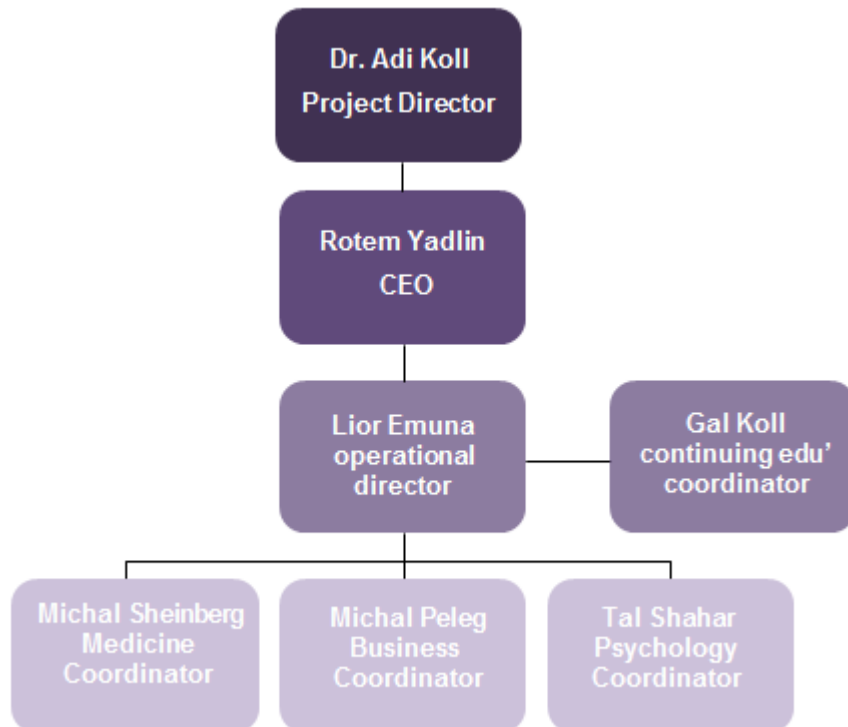 Dr. Adi Koll
Project Director
Rotem Yadlin
CEO
Lior Emuna
operational
director
Gal Koll
continuing edu’
coordinator
Michal Sheinberg
Medicine
Coordinator
Michal Peleg
Business
Coordinator
Tal Shahar
Psychology
Coordinator